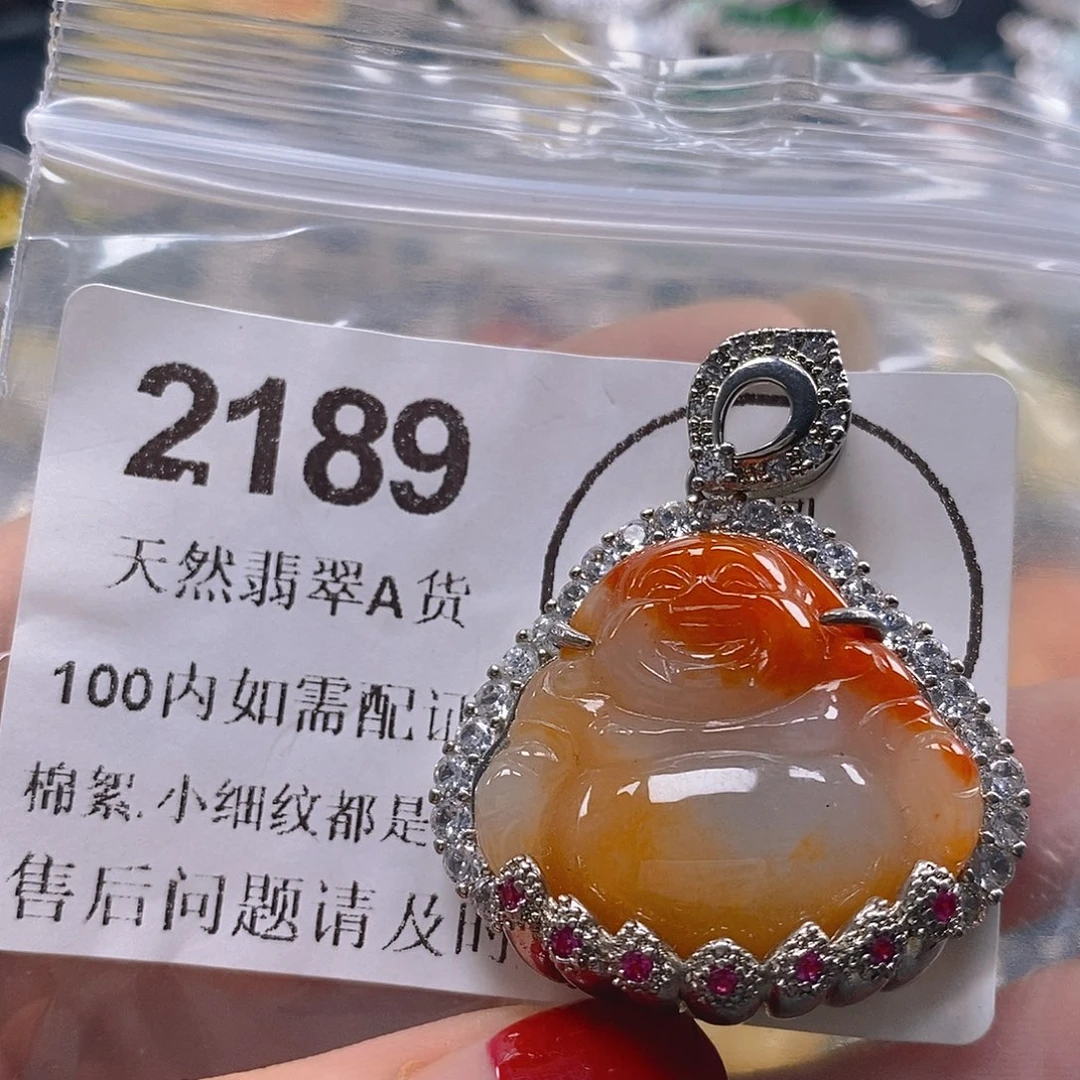 2189
天然翡翠A货
100内如需配证
棉絮.小细纹都是
售后问题请及时